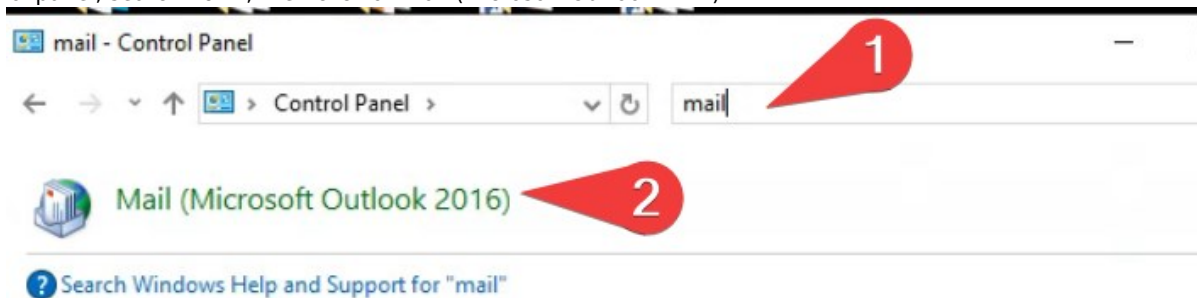 mail - Control Panel
1
Control Panel
mail
Mail (Microsoft Outlook 2016)
2
Search Windows Help and Support for "mail"